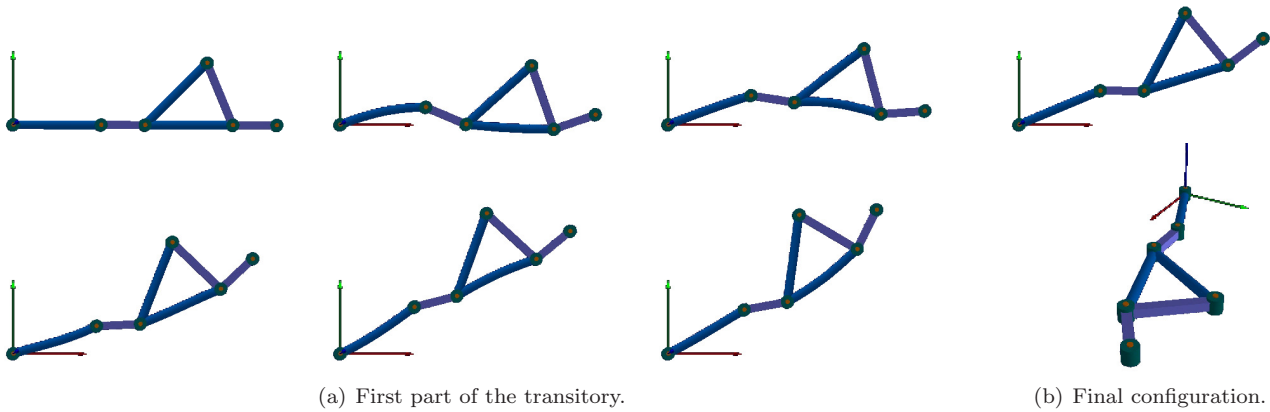 (a) First part of the transitory.
(b) Final configuration.